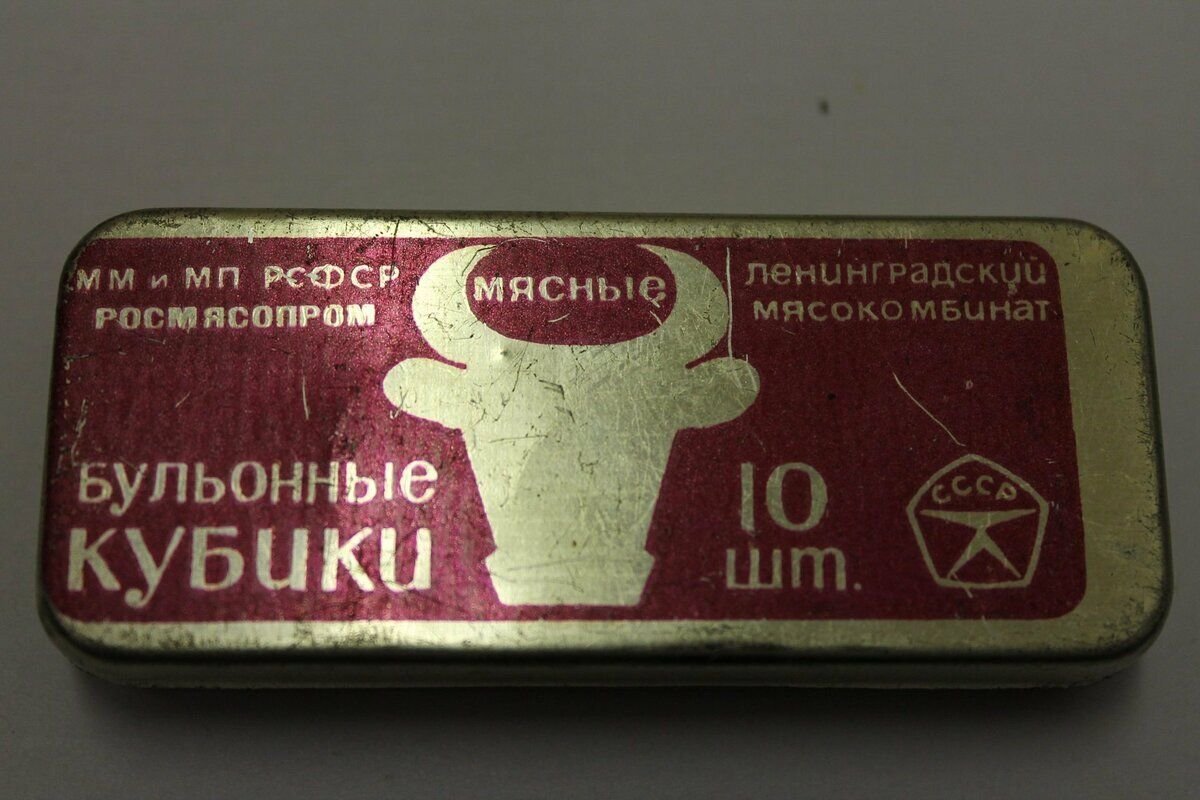 ММ и МП РСФСР
РОСМЯСОПРОМ
МЯСНЫЕ
ЛЕНИНГРАДСКИЙ
МЯСОКОМБИНАТ
БУЛЬОННЫЕ
КУБИКИ
10
шт.
СССР